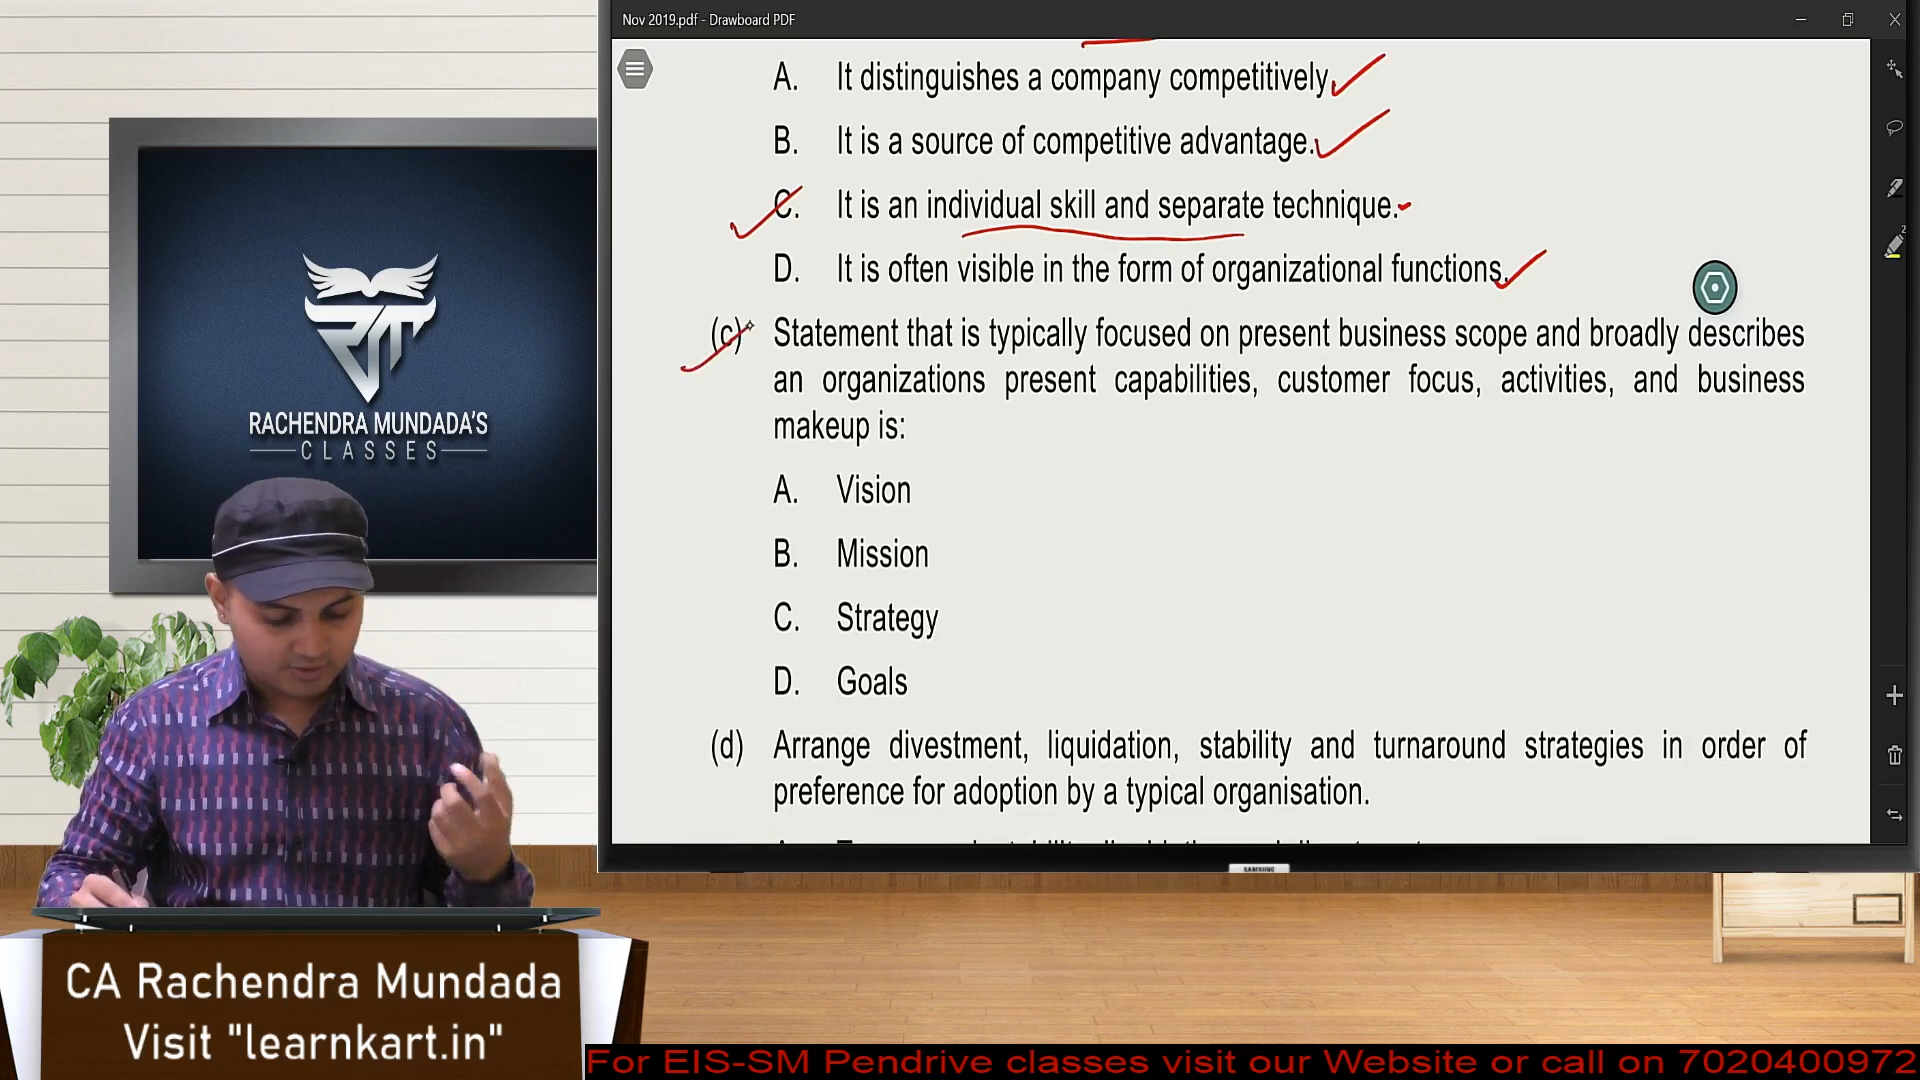 Nov 2019.pdf - Drawboard PDF
A. It distinguishes a company competitively
B. It is a source of competitive advantage.
C. It is an individual skill and separate technique.
D. It is often visible in the form of organizational functions.
(c) Statement that is typically focused on present business scope and broadly describes
an organizations present capabilities, customer focus, activities, and business
makeup is:
A. Vision
B. Mission
C. Strategy
D. Goals
(d) Arrange divestment, liquidation, stability and turnaround strategies in order of
preference for adoption by a typical organisation.
SAMSUNG
2
RACHENDRA MUNDADA'S
CLASSES
CA Rachendra Mundada
Visit "learnkart.in"
For EIS-SM Pendrive classes visit our Website or call on 7020400972